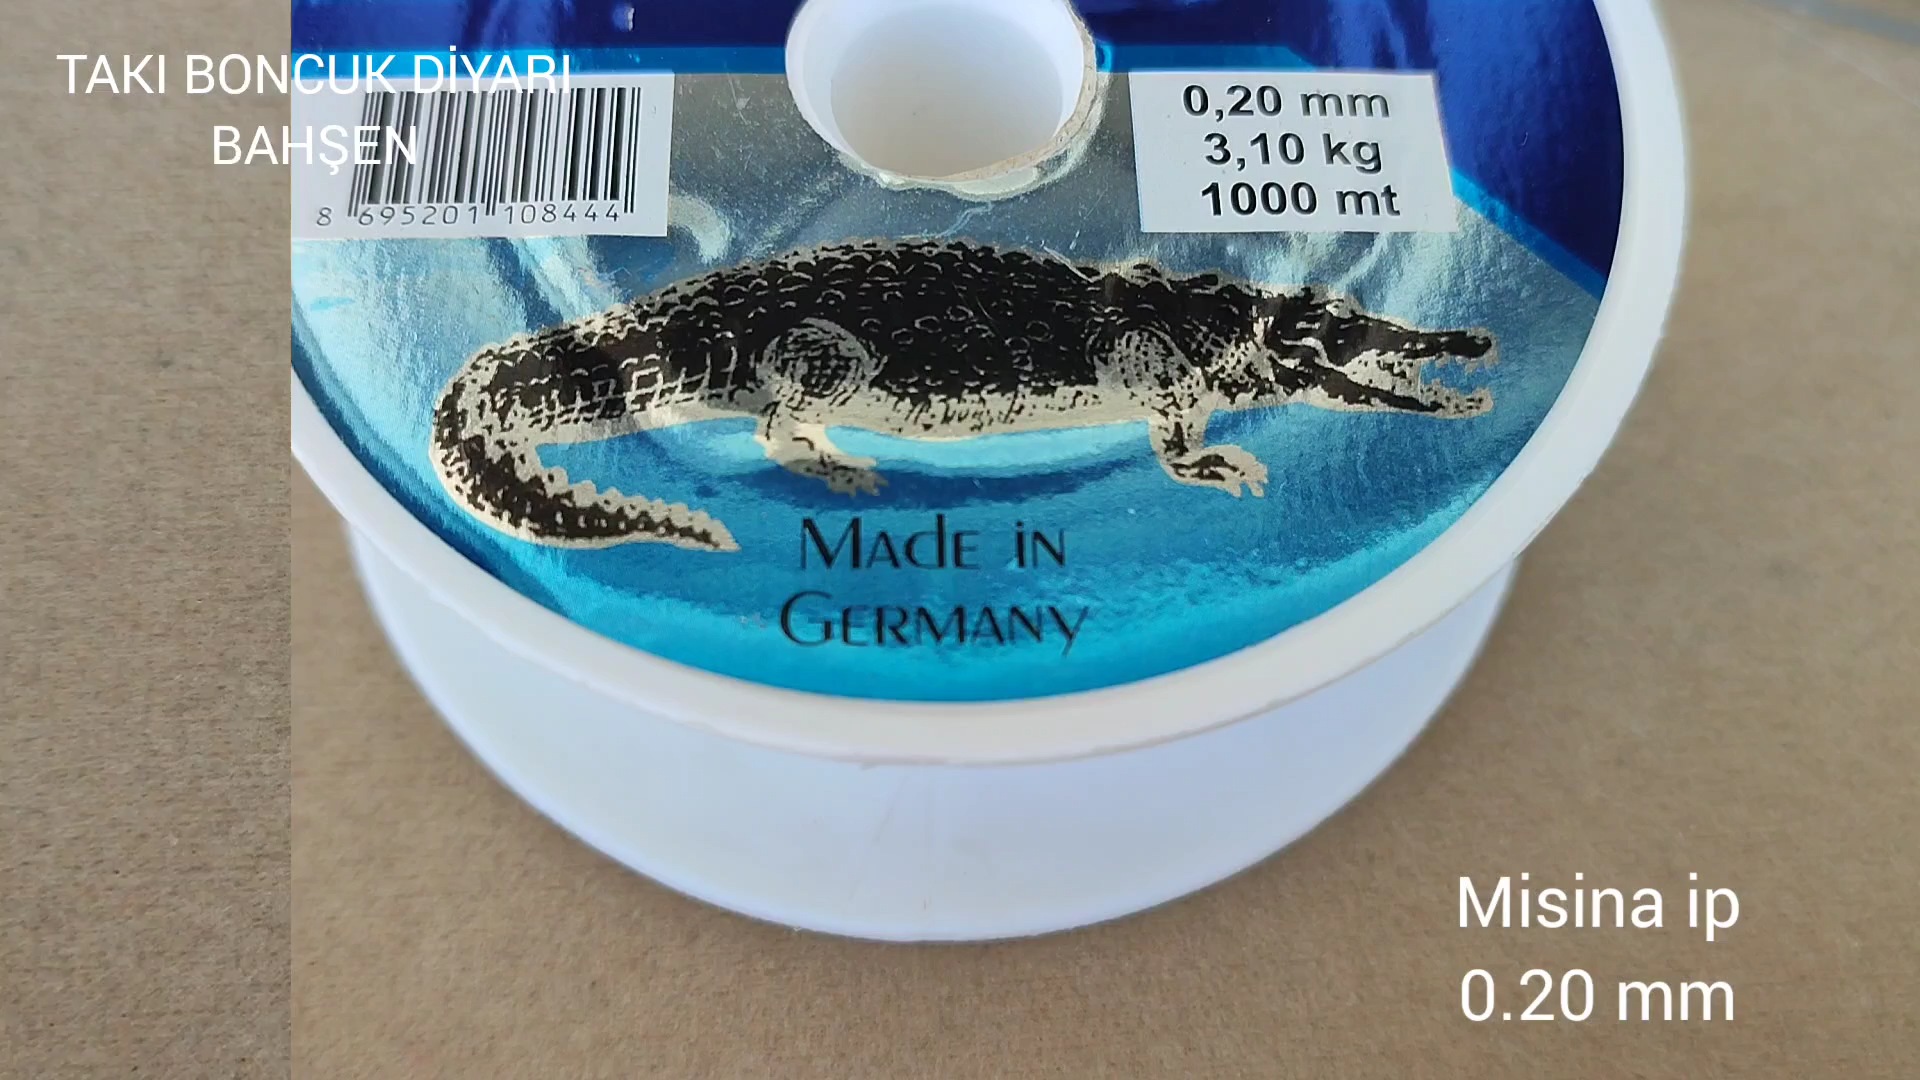 TAKI BONCUK DİYARI
BAHŞEN
8 695201 108444
0,20 mm
3,10 kg
1000 mt
Made in
Germany
Misina ip
0.20 mm